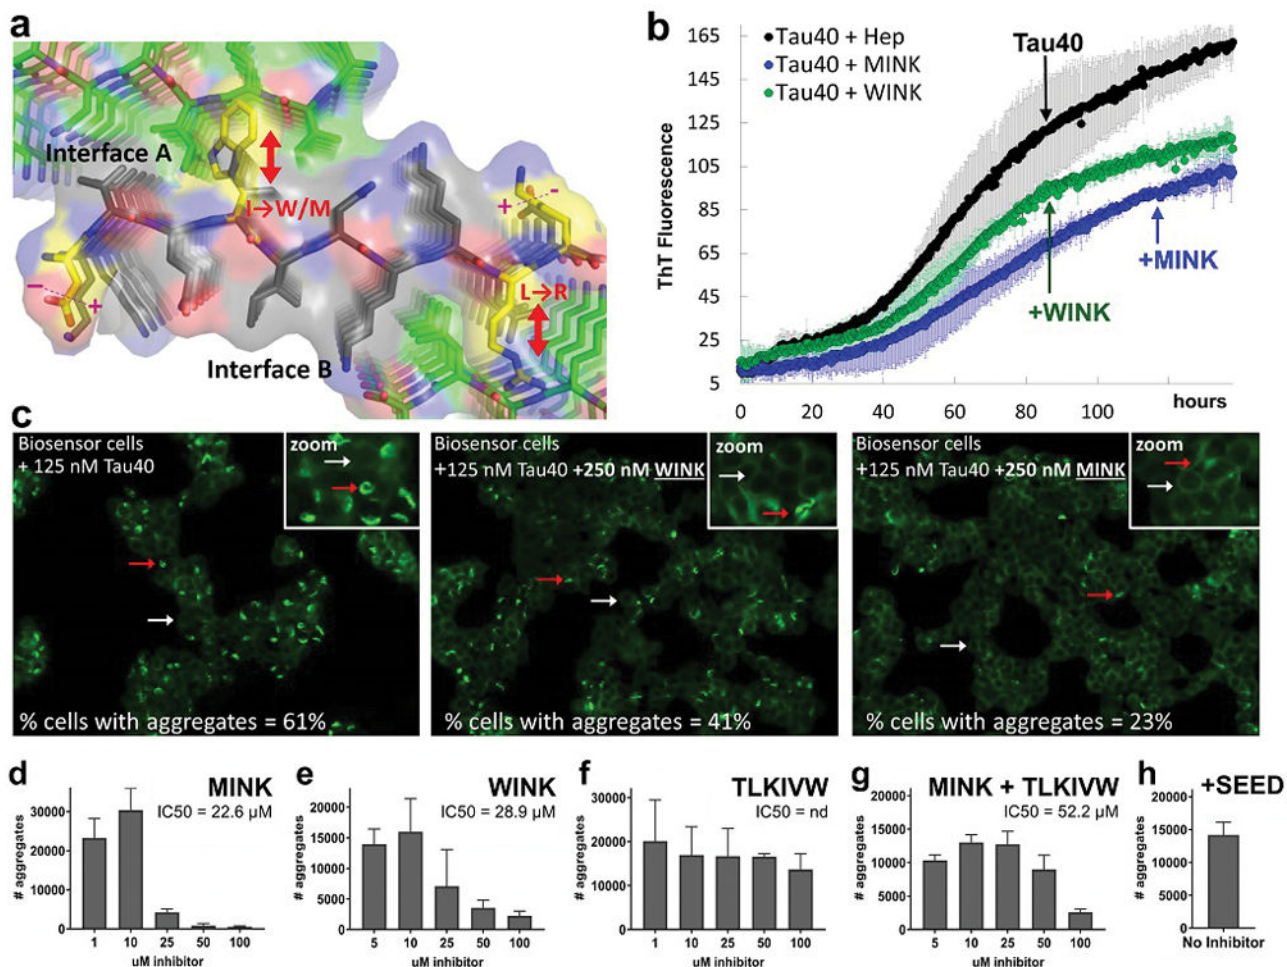 a
Interface A
I→W/M
+ -
- +
L→R
Interface B
b
Tau40 + Hep
Tau40 + MINK
Tau40 + WINK
Tau40
+WINK
+MINK
ThT Fluorescence
165
145
125
105
85
65
45
25
5
0 20 40 60 80 100 hours
c
Biosensor cells
+ 125 nM Tau40
zoom
% cells with aggregates = 61%
Biosensor cells
+125 nM Tau40 +250 nM WINK
zoom
% cells with aggregates = 41%
Biosensor cells
+125 nM Tau40 +250 nM MINK
zoom
% cells with aggregates = 23%
d
MINK
IC50 = 22.6 µM
# aggregates
30000
20000
10000
0
1 10 25 50 100
uM inhibitor
e
WINK
IC50 = 28.9 µM
# aggregates
20000
15000
10000
5000
0
5 10 25 50 100
uM inhibitor
f
TLKIVW
IC50 = nd
# aggregates
30000
20000
10000
0
1 10 25 50 100
uM inhibitor
g
MINK + TLKIVW
IC50 = 52.2 µM
# aggregates
20000
15000
10000
5000
0
5 10 25 50 100
uM inhibitor
h
+SEED
# aggregates
20000
15000
10000
5000
0
No Inhibitor